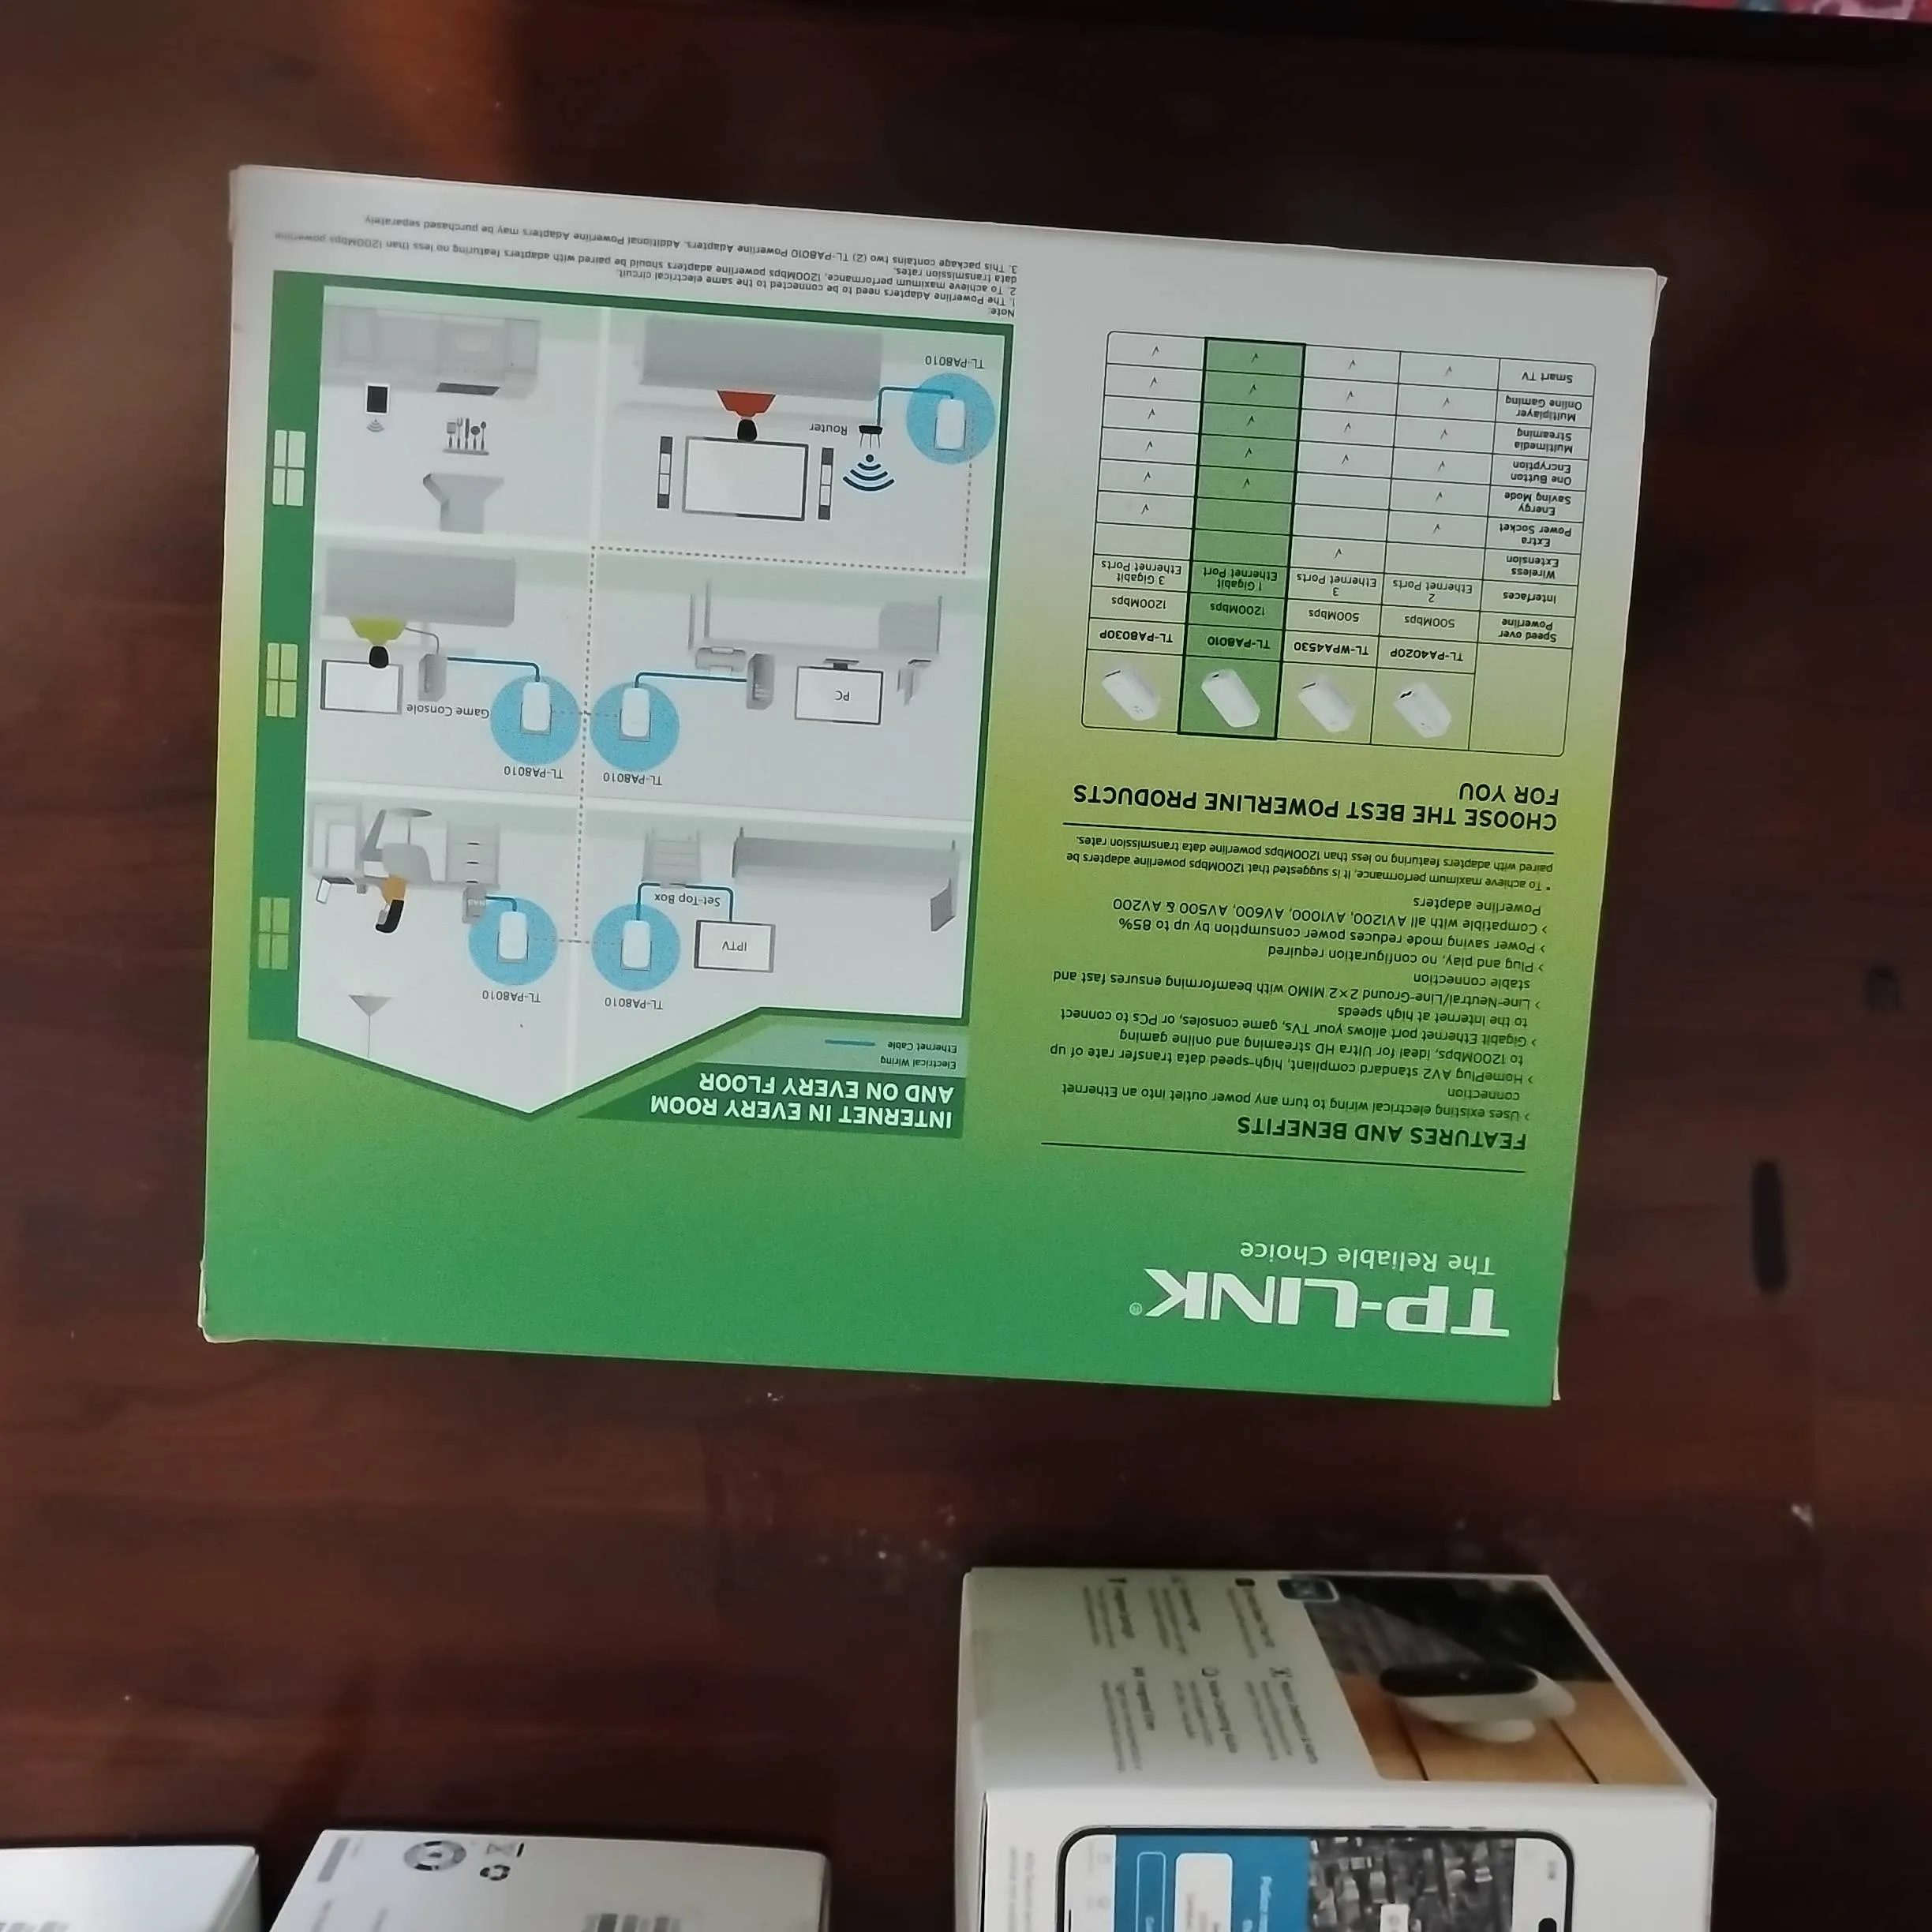 TP-LINK®
The Reliable Choice
FEATURES AND BENEFITS
› Uses existing electrical wiring to turn any power outlet into an Ethernet
connection
› HomePlug AV2 standard compliant, high-speed data transfer rate of up
to 1200Mbps, ideal for Ultra HD streaming and online gaming
› Gigabit Ethernet port allows your TVs, game consoles, or PCs to connect
to the Internet at high speeds
› Line-Neutral/Line-Ground 2×2 MIMO with beamforming ensures fast and
stable connection
› Plug and play, no configuration required
› Power saving mode reduces power consumption by up to 85%
› Compatible with all AV1200, AV1000, AV600, AV500 & AV200
Powerline adapters
* To achieve maximum performance, it is suggested that 1200Mbps powerline adapters be
paired with adapters featuring no less than 1200Mbps powerline data transmission rates.
CHOOSE THE BEST POWERLINE PRODUCTS
FOR YOU
TL-PA4020P TL-WPA4530 TL-PA8010 TL-PA8030P
Speed over
Powerline
500Mbps 500Mbps 1200Mbps 1200Mbps
Interfaces
2
Ethernet Ports
3
Ethernet Ports
1 Gigabit
Ethernet Port
3 Gigabit
Ethernet Ports
Wireless
Extension
√
Extra
Power Socket
√ √
Energy
Saving Mode
√ √ √
One Button
Encryption
√ √ √ √
Multimedia
Streaming
√ √ √ √
Multiplayer
Online Gaming
√ √ √ √
Smart TV
√ √ √ √
INTERNET IN EVERY ROOM
AND ON EVERY FLOOR
Electrical Wiring
Ethernet Cable
TL-PA8010
TL-PA8010
IPTV
Set-Top Box
NAS
TL-PA8010
TL-PA8010
PC
Game Console
Router
TL-PA8010
Note:
1. The Powerline Adapters need to be connected to the same electrical circuit.
2. To achieve maximum performance, 1200Mbps powerline adapters should be paired with adapters featuring no less than 1200Mbps powerline
data transmission rates.
3. This package contains two (2) TL-PA8010 Powerline Adapters. Additional Powerline Adapters may be purchased separately